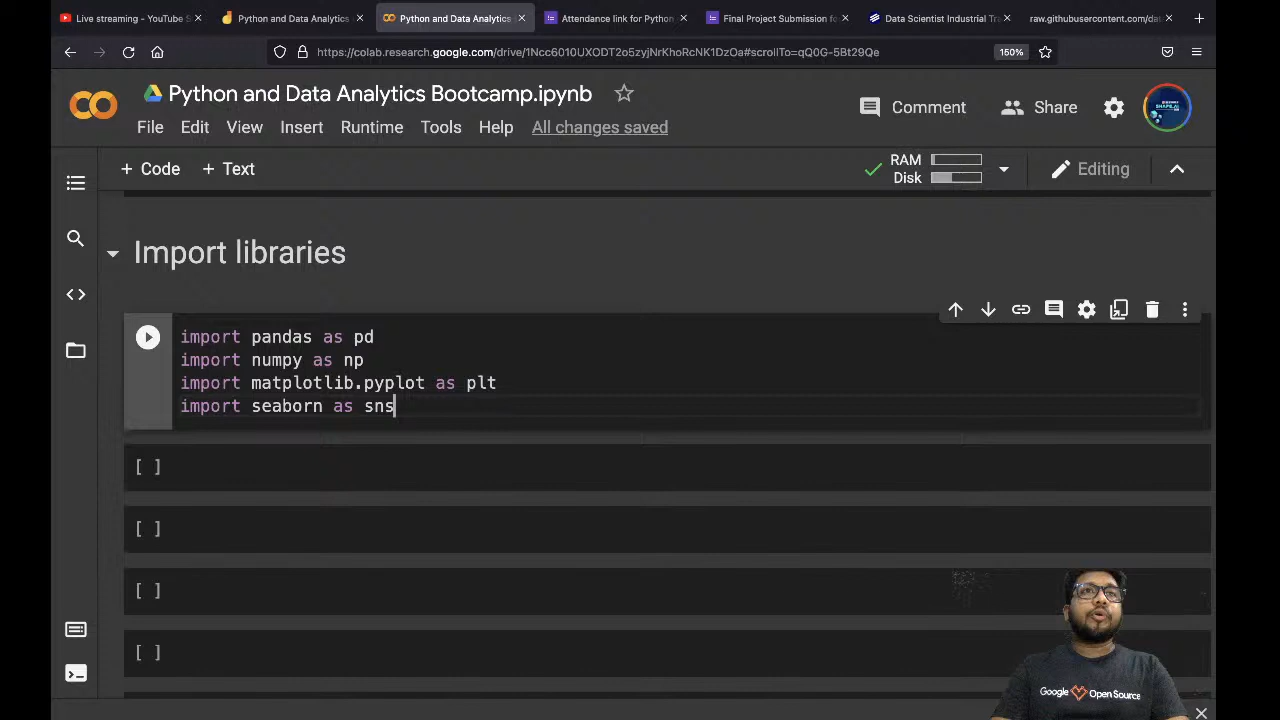 Live streaming - YouTube S
Python and Data Analytics
Python and Data Analytics
Attendance link for Python
Final Project Submission fo
Data Scientist Industrial Tra
raw.githubusercontent.com/dat
https://colab.research.google.com/drive/1Ncc6010UXODT2o5zyjNrKhoRcNK1DzOa#scrollTo=qQ0G-5Bt29Qe
150%
Python and Data Analytics Bootcamp.ipynb
Comment
Share
File Edit View Insert Runtime Tools Help All changes saved
+ Code + Text
RAM
Disk
Editing
Import libraries
import pandas as pd
import numpy as np
import matplotlib.pyplot as plt
import seaborn as sns
[ ]
[ ]
[ ]
[ ]
Google Open Source